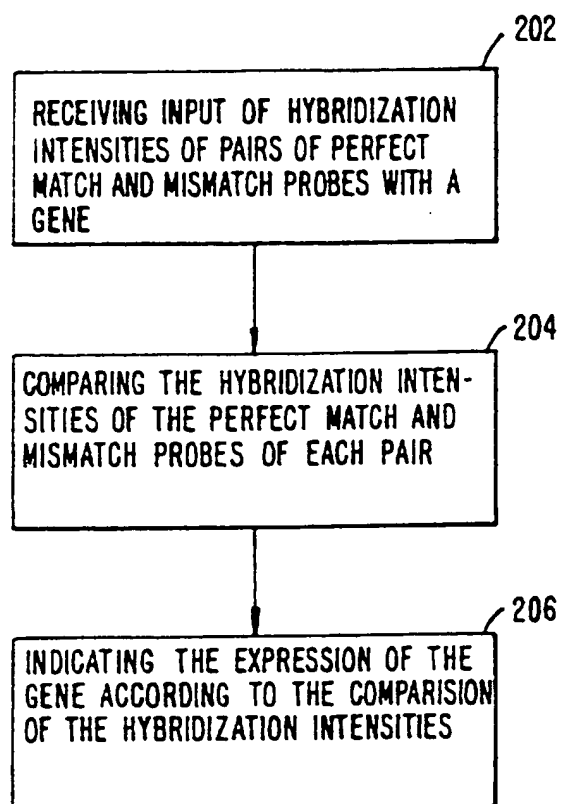 202
RECEIVING INPUT OF HYBRIDIZATION
INTENSITIES OF PAIRS OF PERFECT
MATCH AND MISMATCH PROBES WITH A
GENE
204
COMPARING THE HYBRIDIZATION INTEN-
SITIES OF THE PERFECT MATCH AND
MISMATCH PROBES OF EACH PAIR
206
INDICATING THE EXPRESSION OF THE
GENE ACCORDING TO THE COMPARISION
OF THE HYBRIDIZATION INTENSITIES